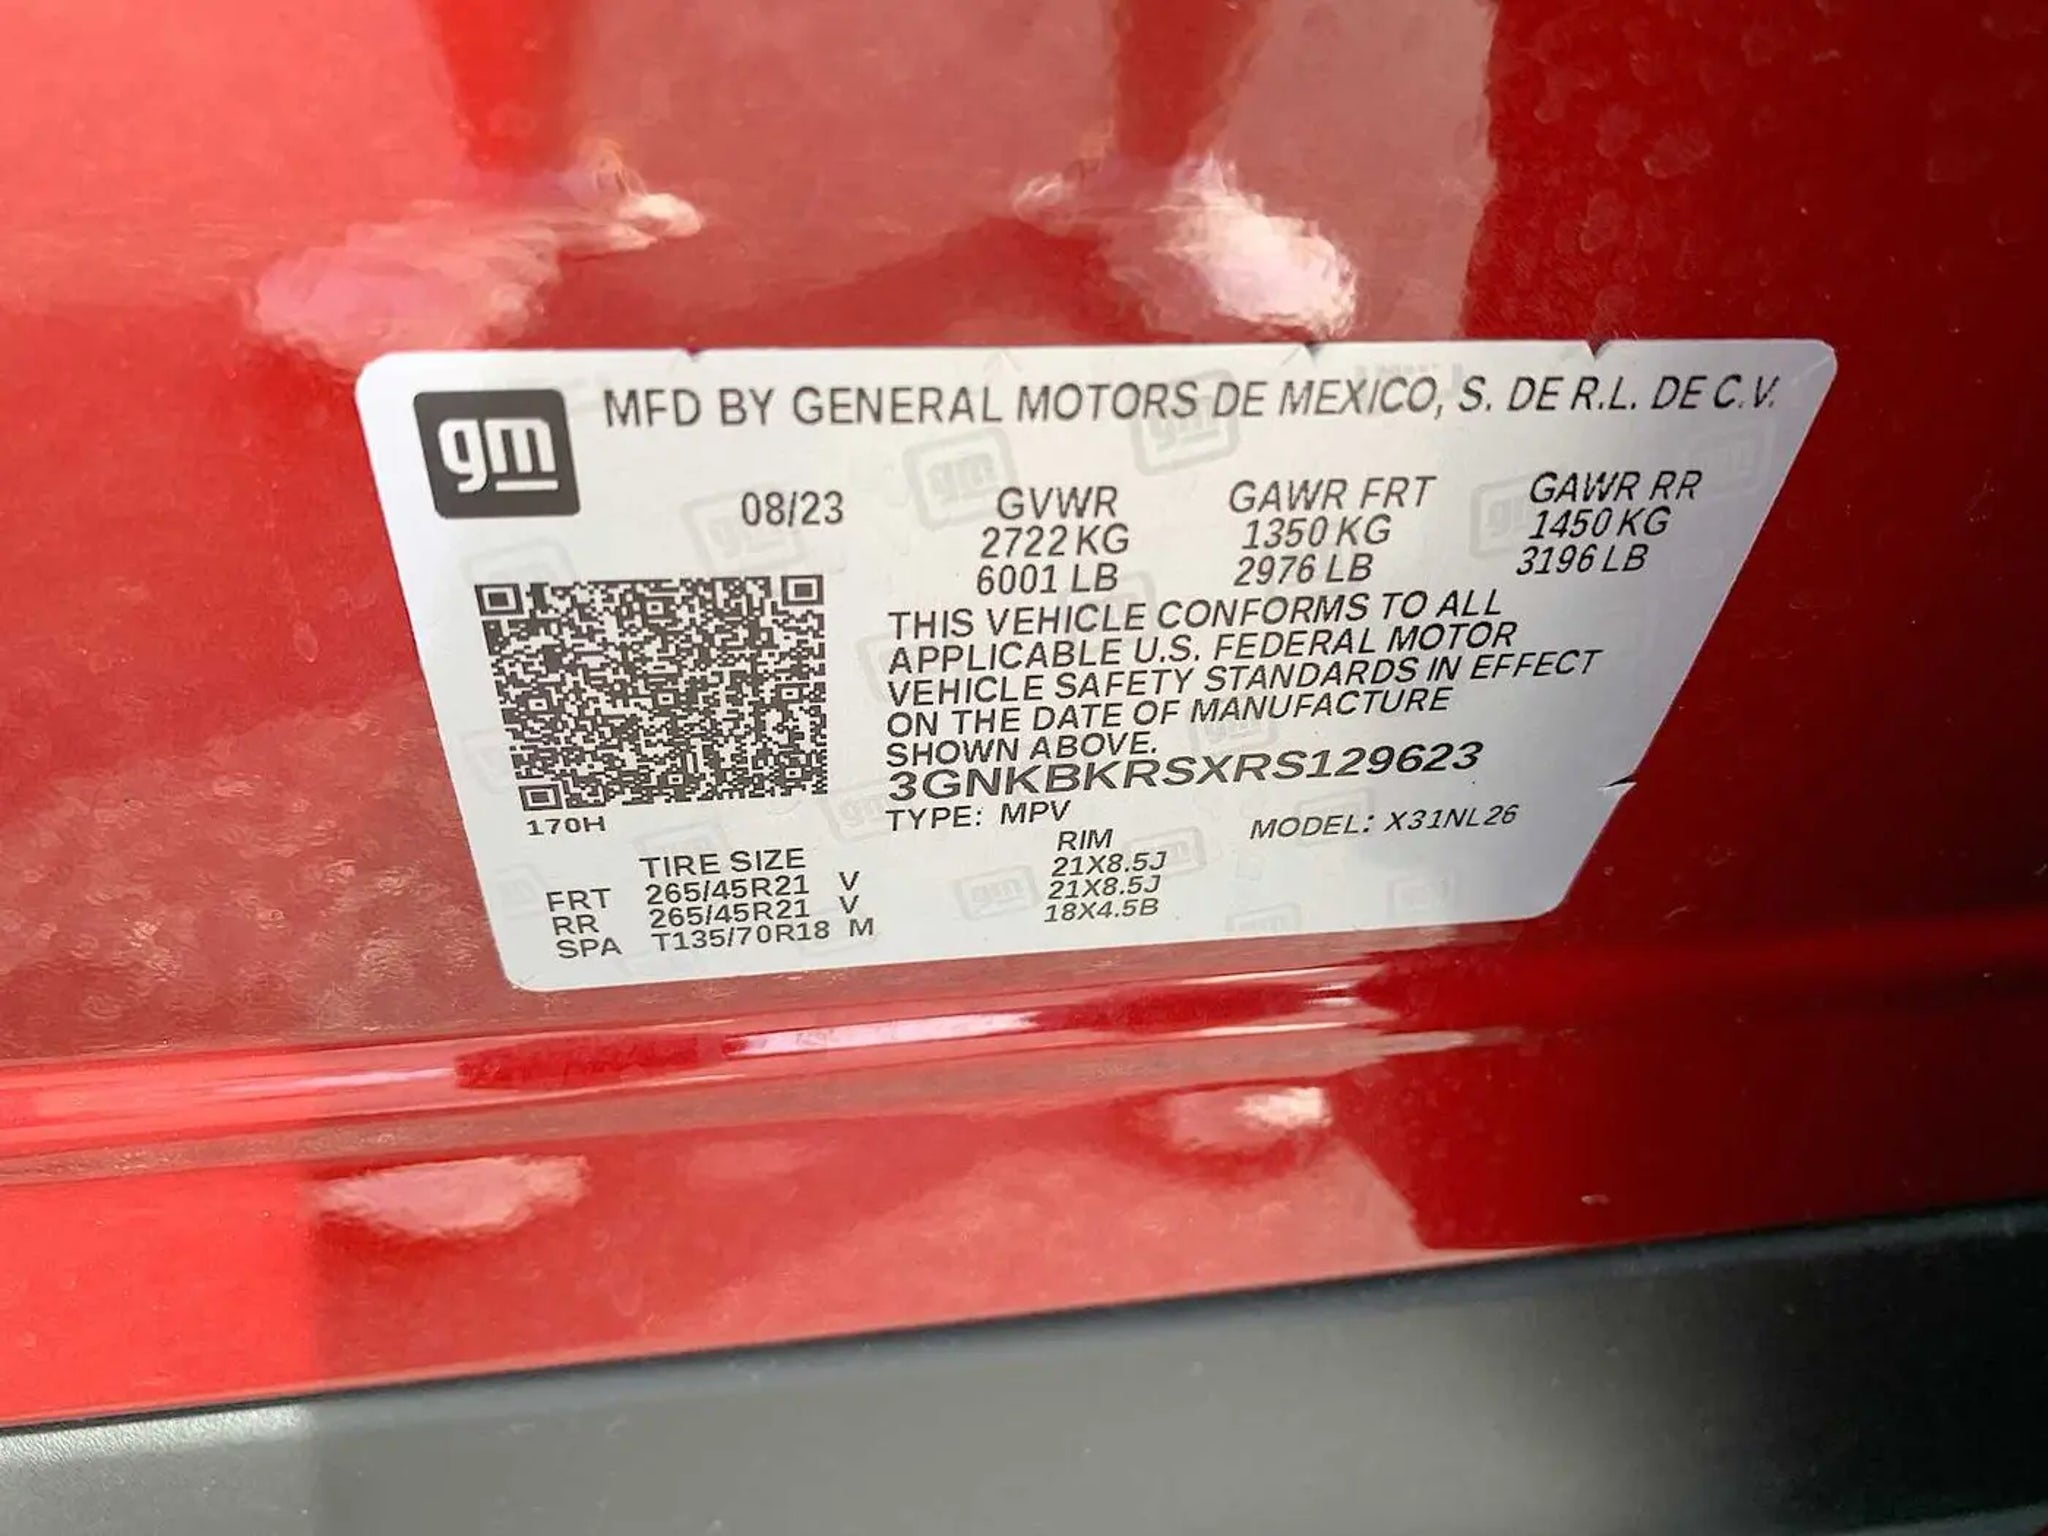 gm
MFD BY GENERAL MOTORS DE MEXICO, S. DE R.L. DE C.V.
08/23
GVWR
2722 KG
6001 LB
GAWR FRT
1350 KG
2976 LB
GAWR RR
1450 KG
3196 LB
THIS VEHICLE CONFORMS TO ALL
APPLICABLE U.S. FEDERAL MOTOR
VEHICLE SAFETY STANDARDS IN EFFECT
ON THE DATE OF MANUFACTURE
SHOWN ABOVE.
3GNKBKRSXRS129623
TYPE: MPV
MODEL: X31NL26
170H
TIRE SIZE RIM
FRT 265/45R21 V 21X8.5J
RR 265/45R21 V 21X8.5J
SPA T135/70R18 M 18X4.5B